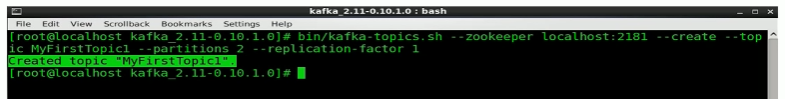 kafka_2.11-0.10.1.0 : bash
File Edit View Scrollback Bookmarks Settings Help
[root@localhost kafka_2.11-0.10.1.0]# bin/kafka-topics.sh --zookeeper localhost:2181 --create --top
ic MyFirstTopic1 --partitions 2 --replication-factor 1
Created topic "MyFirstTopic1".
[root@localhost kafka_2.11-0.10.1.0]#